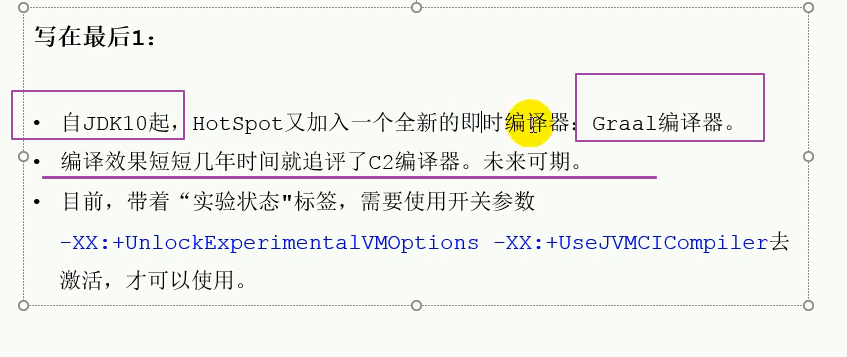 写在最后1：
• 自JDK10起，HotSpot又加入一个全新的即时编译器：Graal编译器。
• 编译效果短短几年时间就追评了C2编译器。未来可期。
• 目前，带着“实验状态"标签，需要使用开关参数
-XX:+UnlockExperimentalVMOptions -XX:+UseJVMCICompiler去
激活，才可以使用。